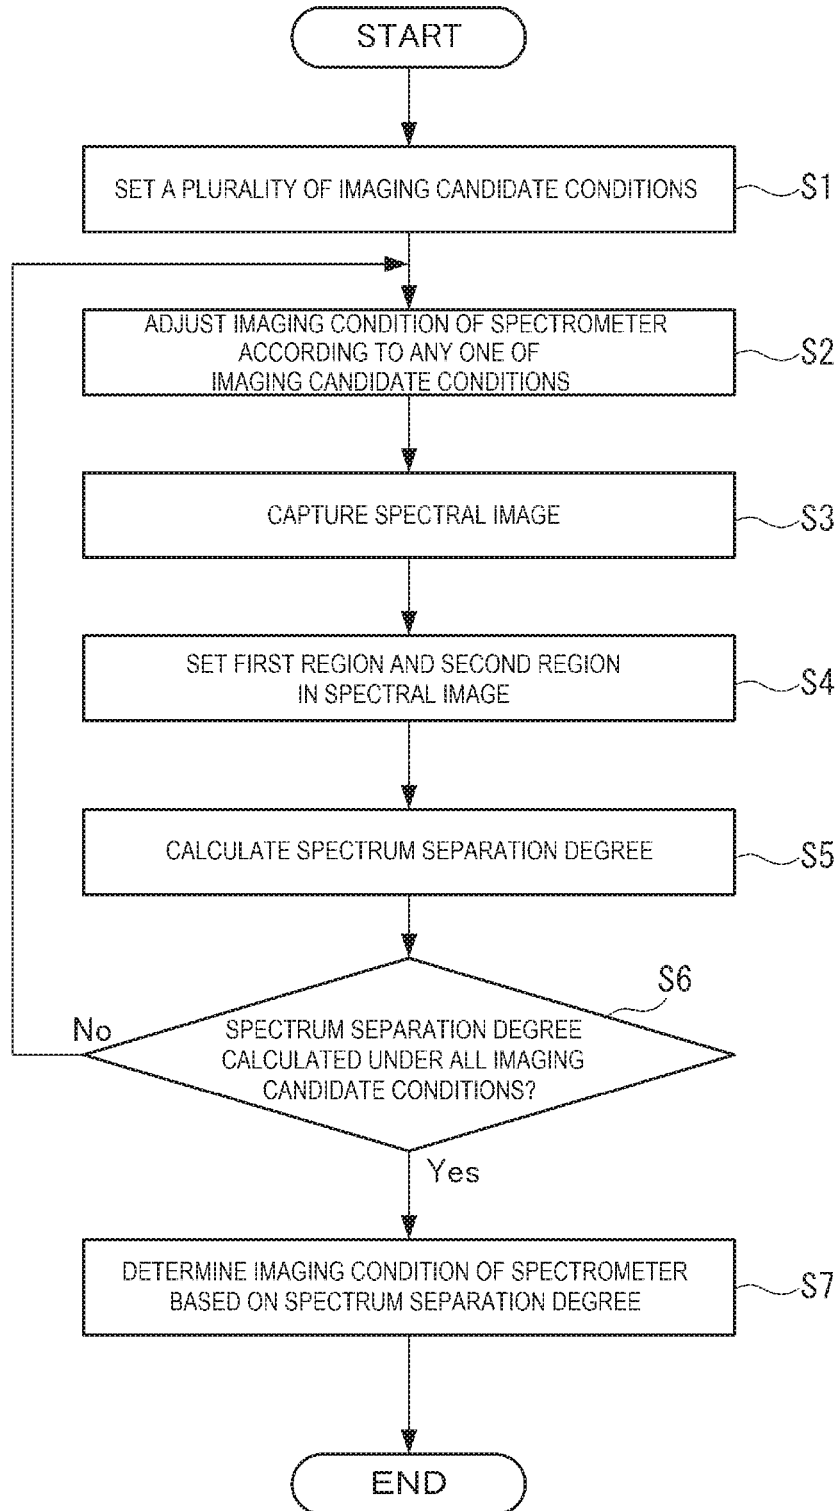 START
SET A PLURALITY OF IMAGING CANDIDATE CONDITIONS
S1
ADJUST IMAGING CONDITION OF SPECTROMETER
ACCORDING TO ANY ONE OF
IMAGING CANDIDATE CONDITIONS
S2
CAPTURE SPECTRAL IMAGE
S3
SET FIRST REGION AND SECOND REGION
IN SPECTRAL IMAGE
S4
CALCULATE SPECTRUM SEPARATION DEGREE
S5
S6
No
SPECTRUM SEPARATION DEGREE
CALCULATED UNDER ALL IMAGING
CANDIDATE CONDITIONS?
Yes
DETERMINE IMAGING CONDITION OF SPECTROMETER
BASED ON SPECTRUM SEPARATION DEGREE
S7
END